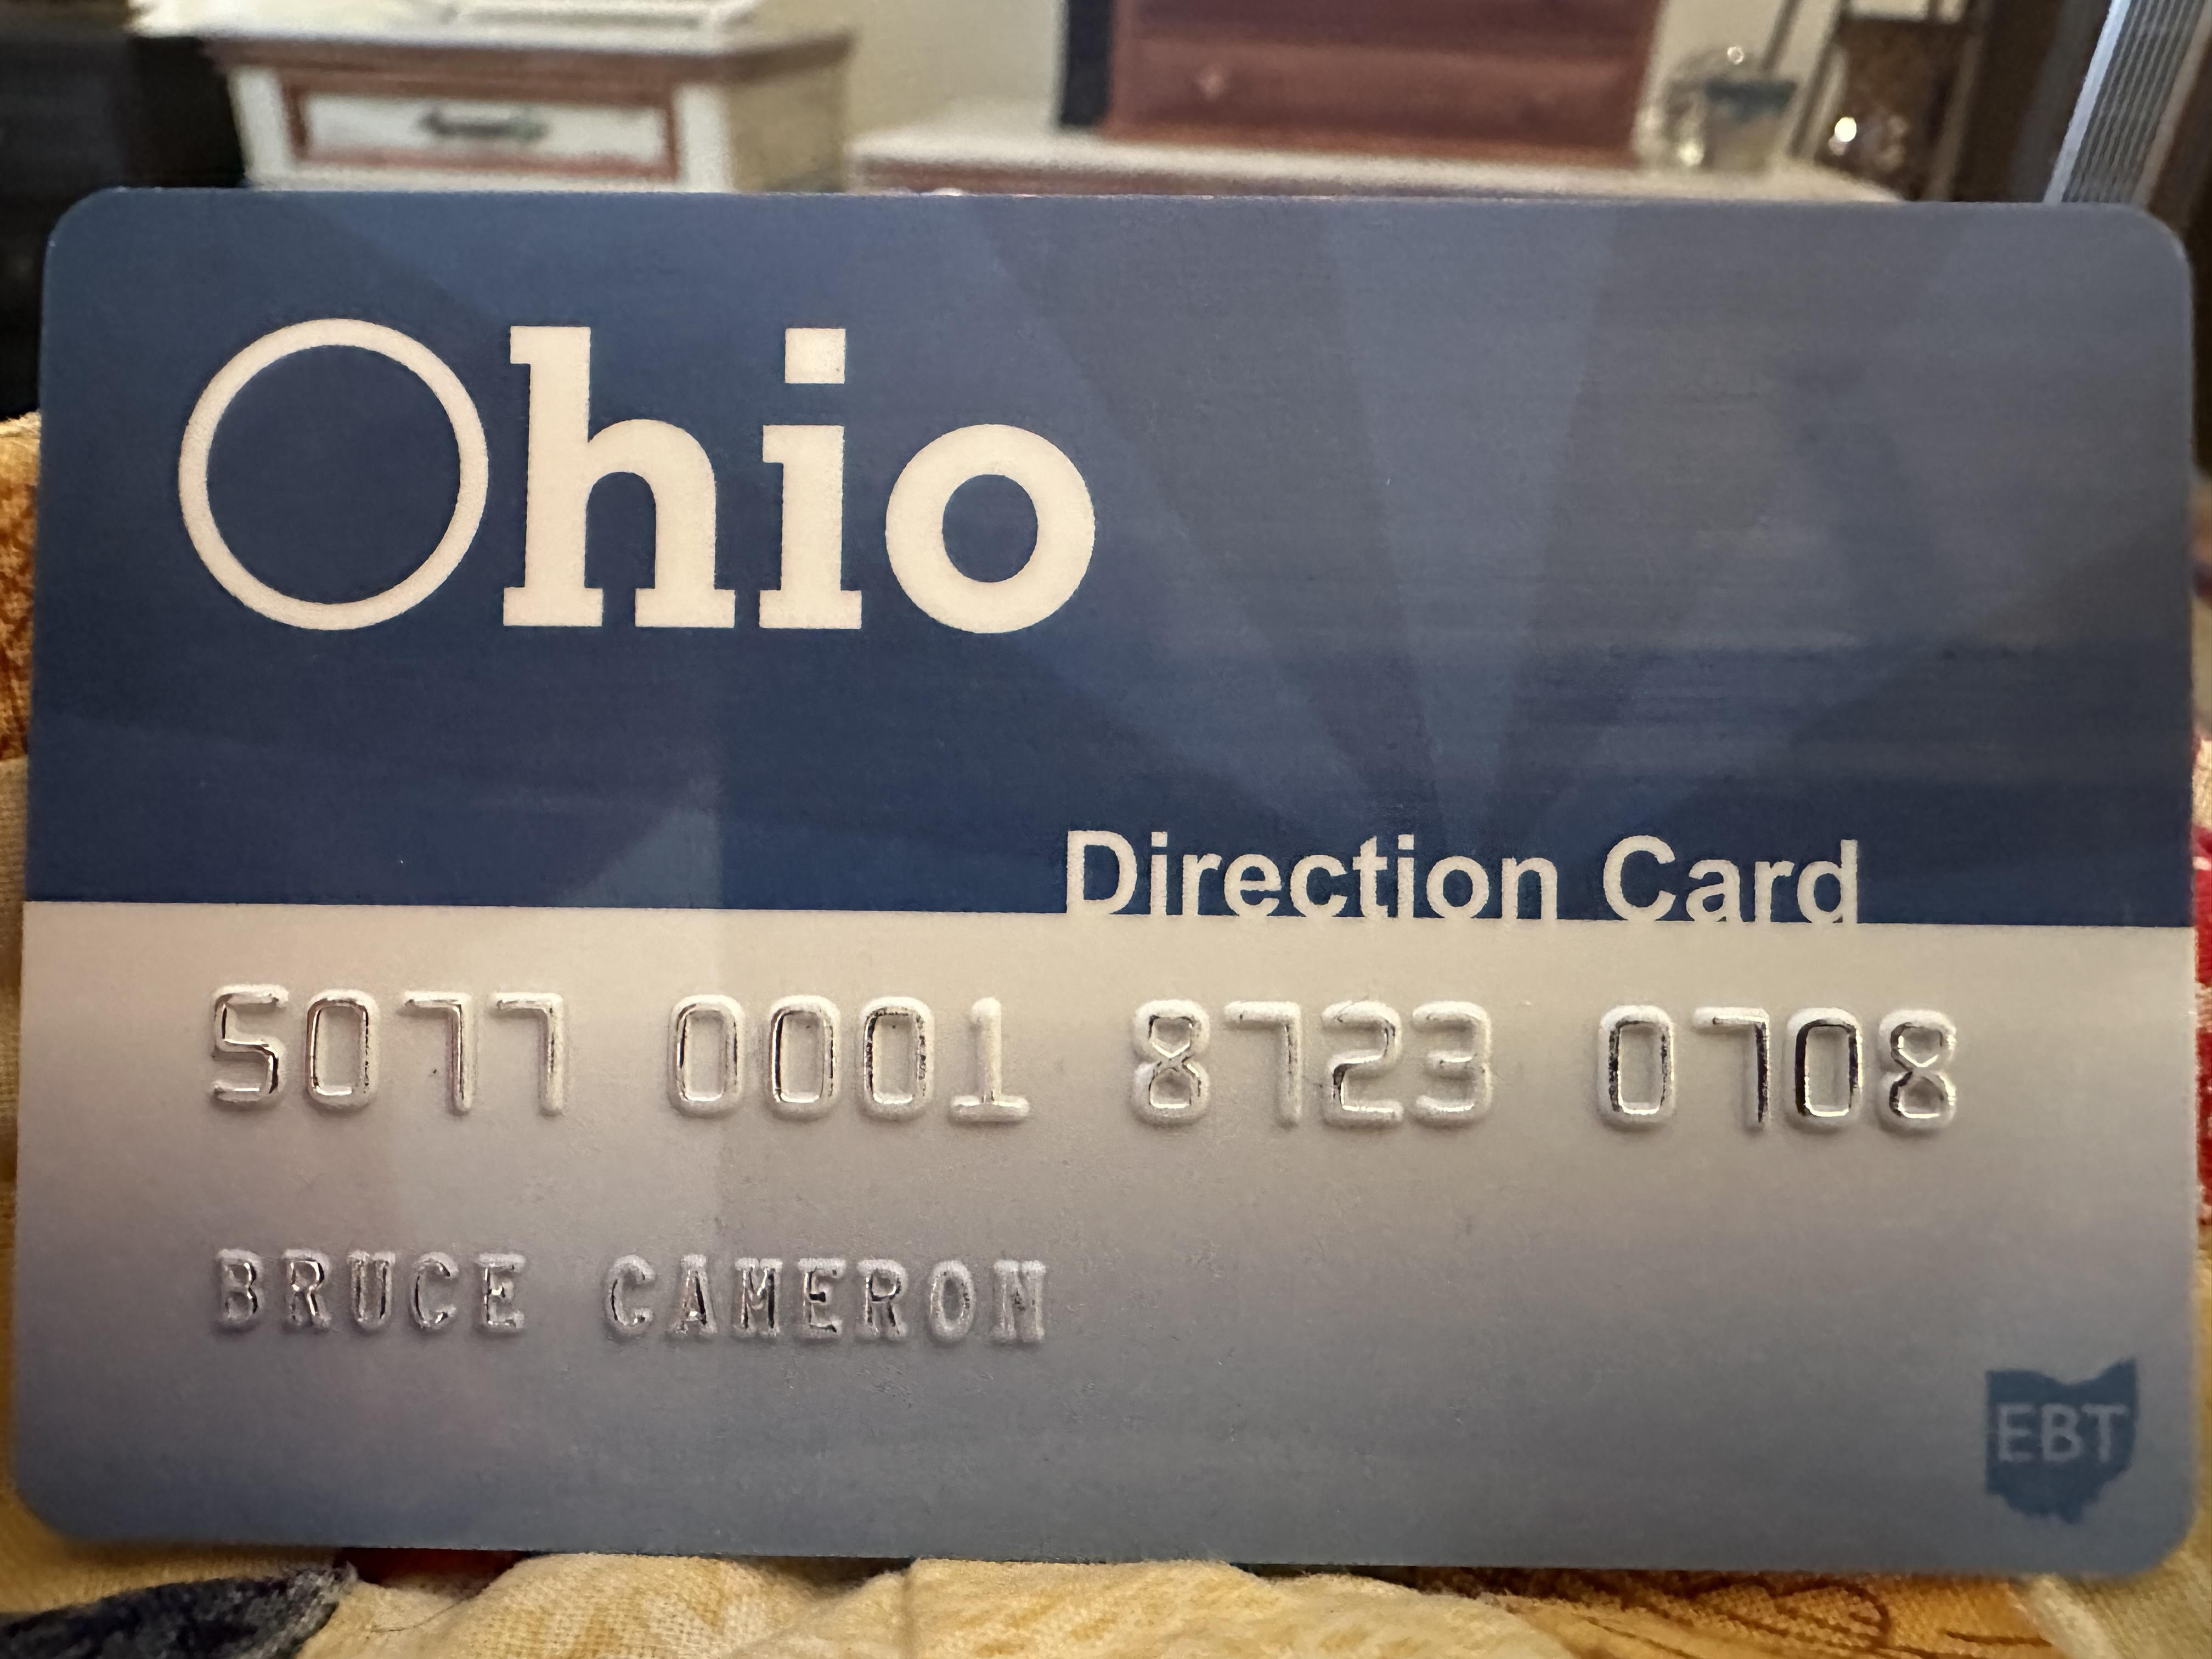 Ohio
Direction Card
5077 0001 8723 0708
BRUCE CAMERON
EBT